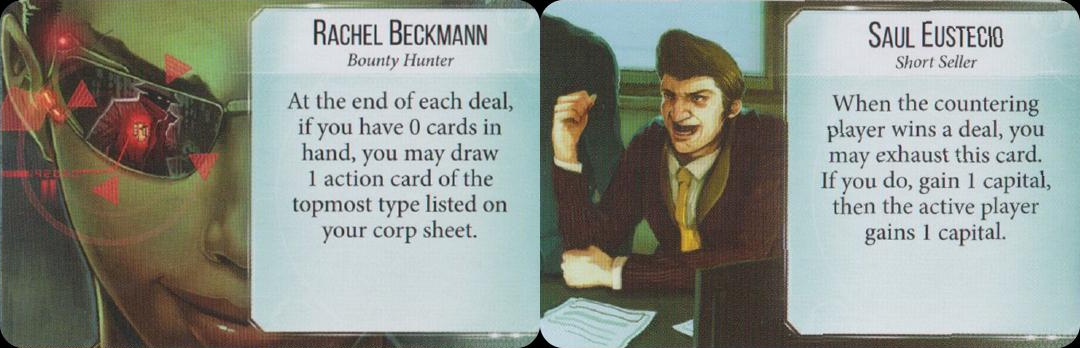 RACHEL BECKMANN
Bounty Hunter
At the end of each deal,
if you have 0 cards in
hand, you may draw
1 action card of the
topmost type listed on
your corp sheet.
SAUL EUSTECIO
Short Seller
When the countering
player wins a deal, you
may exhaust this card.
If you do, gain 1 capital,
then the active player
gains 1 capital.